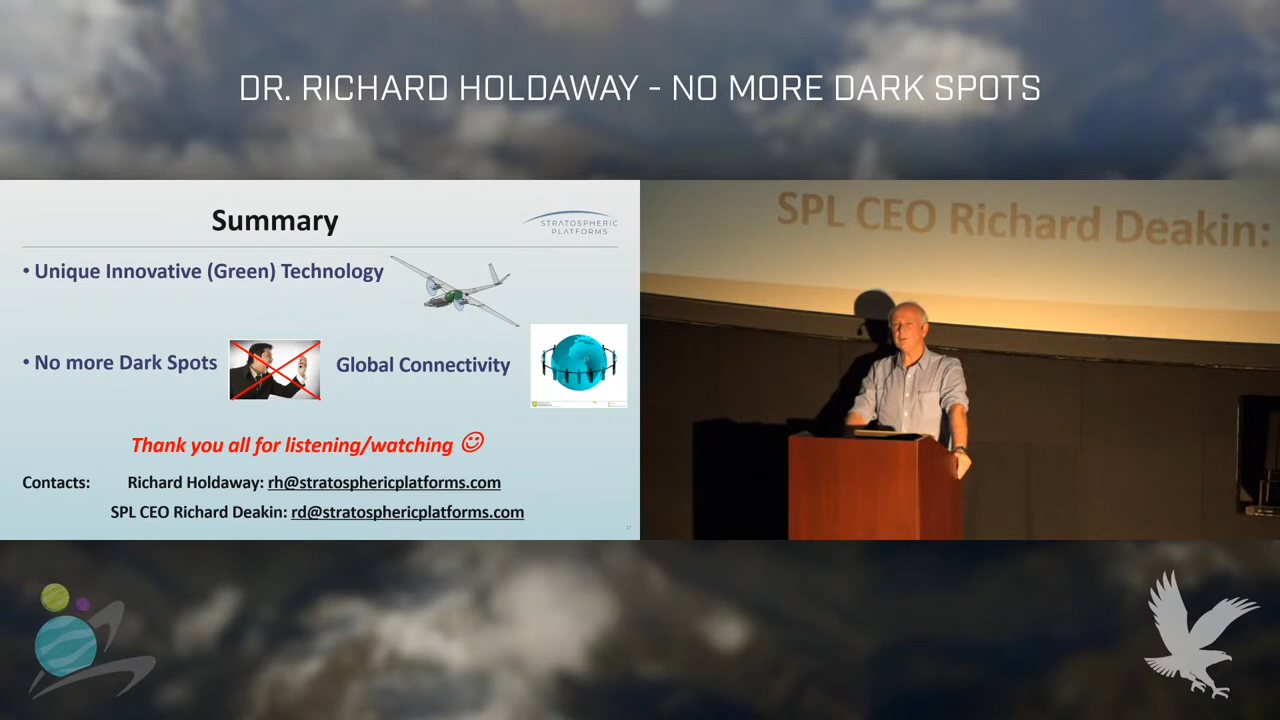 DR. RICHARD HOLDAWAY - NO MORE DARK SPOTS
Summary
STRATOSPHERIC
PLATFORMS
• Unique Innovative (Green) Technology
• No more Dark Spots
Global Connectivity
Thank you all for listening/watching ☺
Contacts: Richard Holdaway: rh@stratosphericplatforms.com
SPL CEO Richard Deakin: rd@stratosphericplatforms.com
17
SPL CEO Richard Deakin: